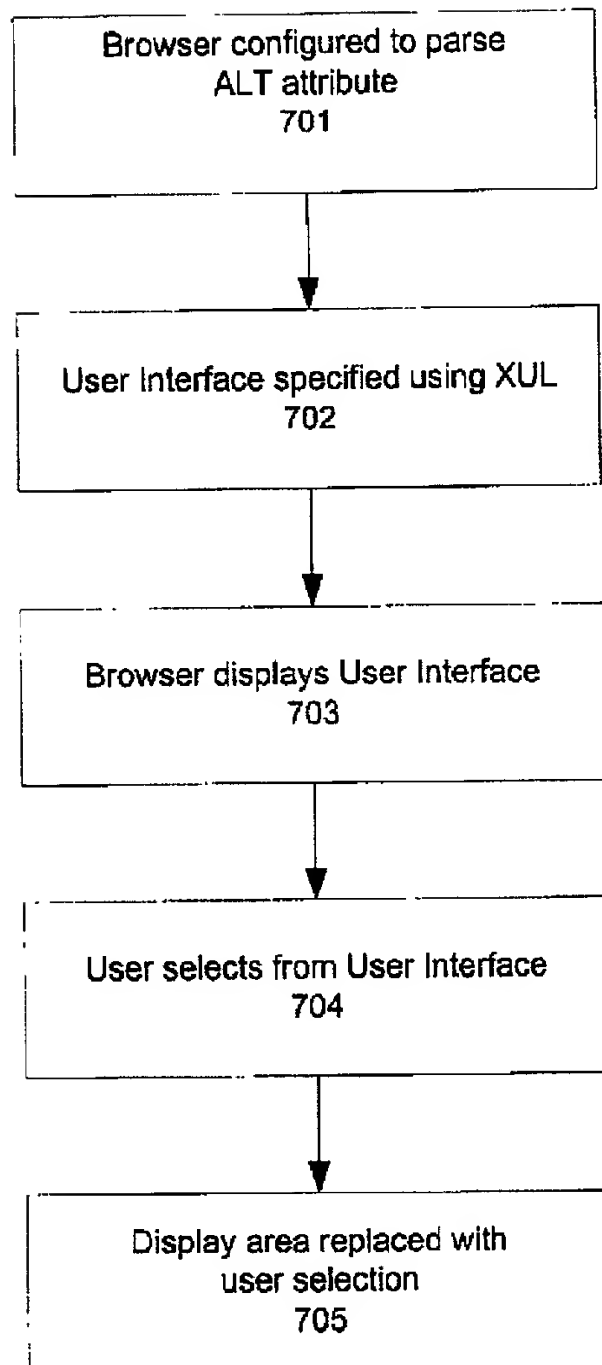 Browser configured to parse
ALT attribute
701
User Interface specified using XUL
702
Browser displays User Interface
703
User selects from User Interface
704
Display area replaced with
user selection
705